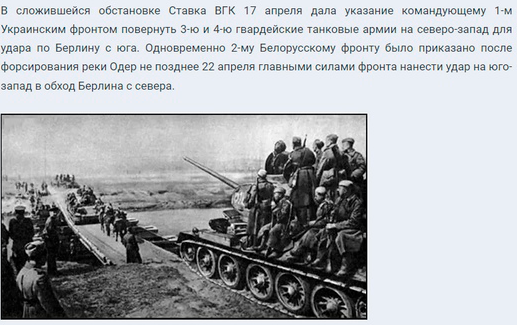 В сложившейся обстановке Ставка ВГК 17 апреля дала указание командующему 1-м
Украинским фронтом повернуть 3-ю и 4-ю гвардейские танковые армии на северо-запад для
удара по Берлину с юга. Одновременно 2-му Белорусскому фронту было приказано после
форсирования реки Одер не позднее 22 апреля главными силами фронта нанести удар на юго-
запад в обход Берлина с севера.